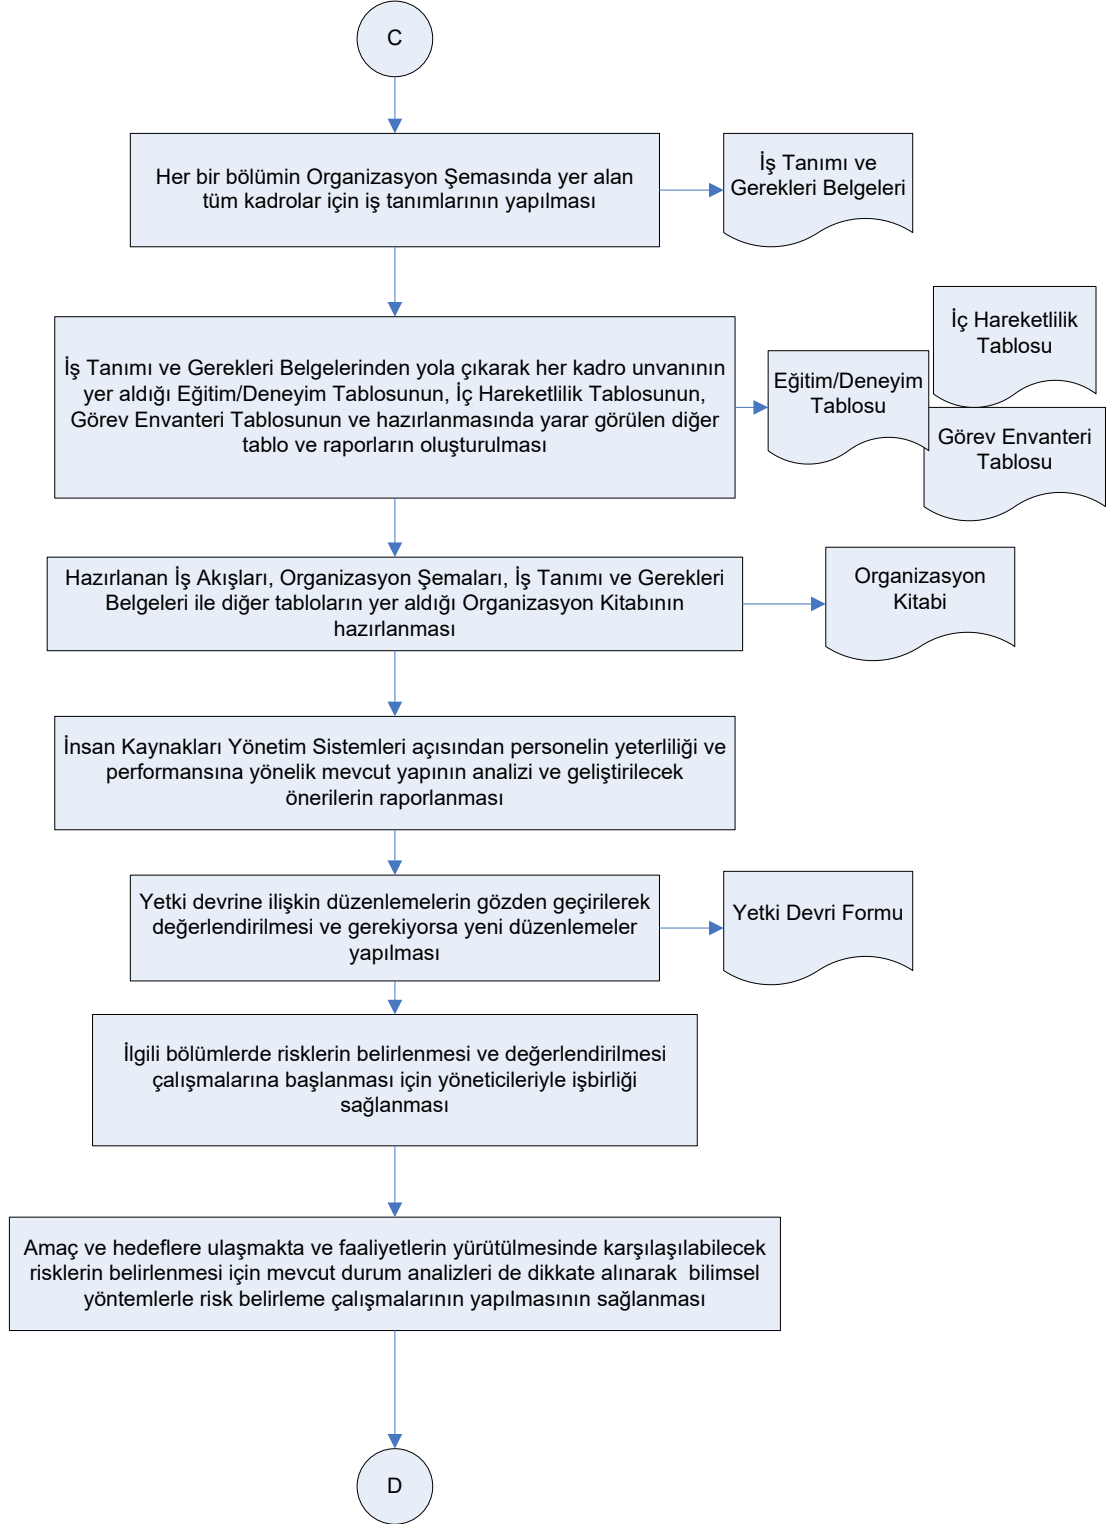 C
Her bir bölümin Organizasyon Şemasında yer alan
tüm kadrolar için iş tanımlarının yapılması
İş Tanımı ve
Gerekleri Belgeleri
İş Tanımı ve Gerekleri Belgelerinden yola çıkarak her kadro unvanının
yer aldığı Eğitim/Deneyim Tablosunun, İç Hareketlilik Tablosunun,
Görev Envanteri Tablosunun ve hazırlanmasında yarar görülen diğer
tablo ve raporların oluşturulması
Eğitim/Deneyim
Tablosu
İç Hareketlilik
Tablosu
Görev Envanteri
Tablosu
Hazırlanan İş Akışları, Organizasyon Şemaları, İş Tanımı ve Gerekleri
Belgeleri ile diğer tabloların yer aldığı Organizasyon Kitabının
hazırlanması
Organizasyon
Kitabi
İnsan Kaynakları Yönetim Sistemleri açısından personelin yeterliliği ve
performansına yönelik mevcut yapının analizi ve geliştirilecek
önerilerin raporlanması
Yetki devrine ilişkin düzenlemelerin gözden geçirilerek
değerlendirilmesi ve gerekiyorsa yeni düzenlemeler
yapılması
Yetki Devri Formu
İlgili bölümlerde risklerin belirlenmesi ve değerlendirilmesi
çalışmalarına başlanması için yöneticileriyle işbirliği
sağlanması
Amaç ve hedeflere ulaşmakta ve faaliyetlerin yürütülmesinde karşılaşılabilecek
risklerin belirlenmesi için mevcut durum analizleri de dikkate alınarak  bilimsel
yöntemlerle risk belirleme çalışmalarının yapılmasının sağlanması
D